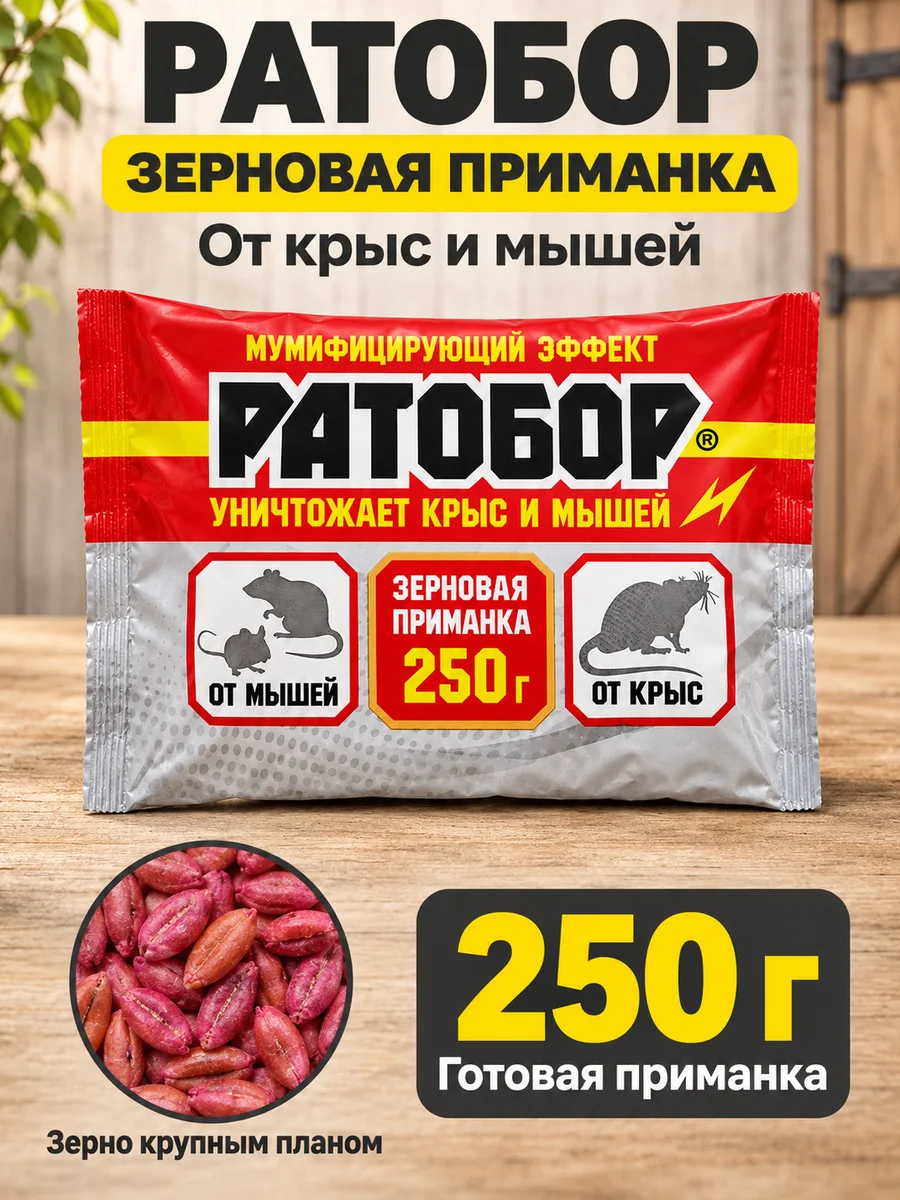 РАТОБОР
ЗЕРНОВАЯ ПРИМАНКА
От крыс и мышей
МУМИФИЦИРУЮЩИЙ ЭФФЕКТ
РАТОБОР®
УНИЧТОЖАЕТ КРЫС И МЫШЕЙ
ОТ МЫШЕЙ
ЗЕРНОВАЯ
ПРИМАНКА
250 г
ОТ КРЫС
250 г
Готовая приманка
Зерно крупным планом